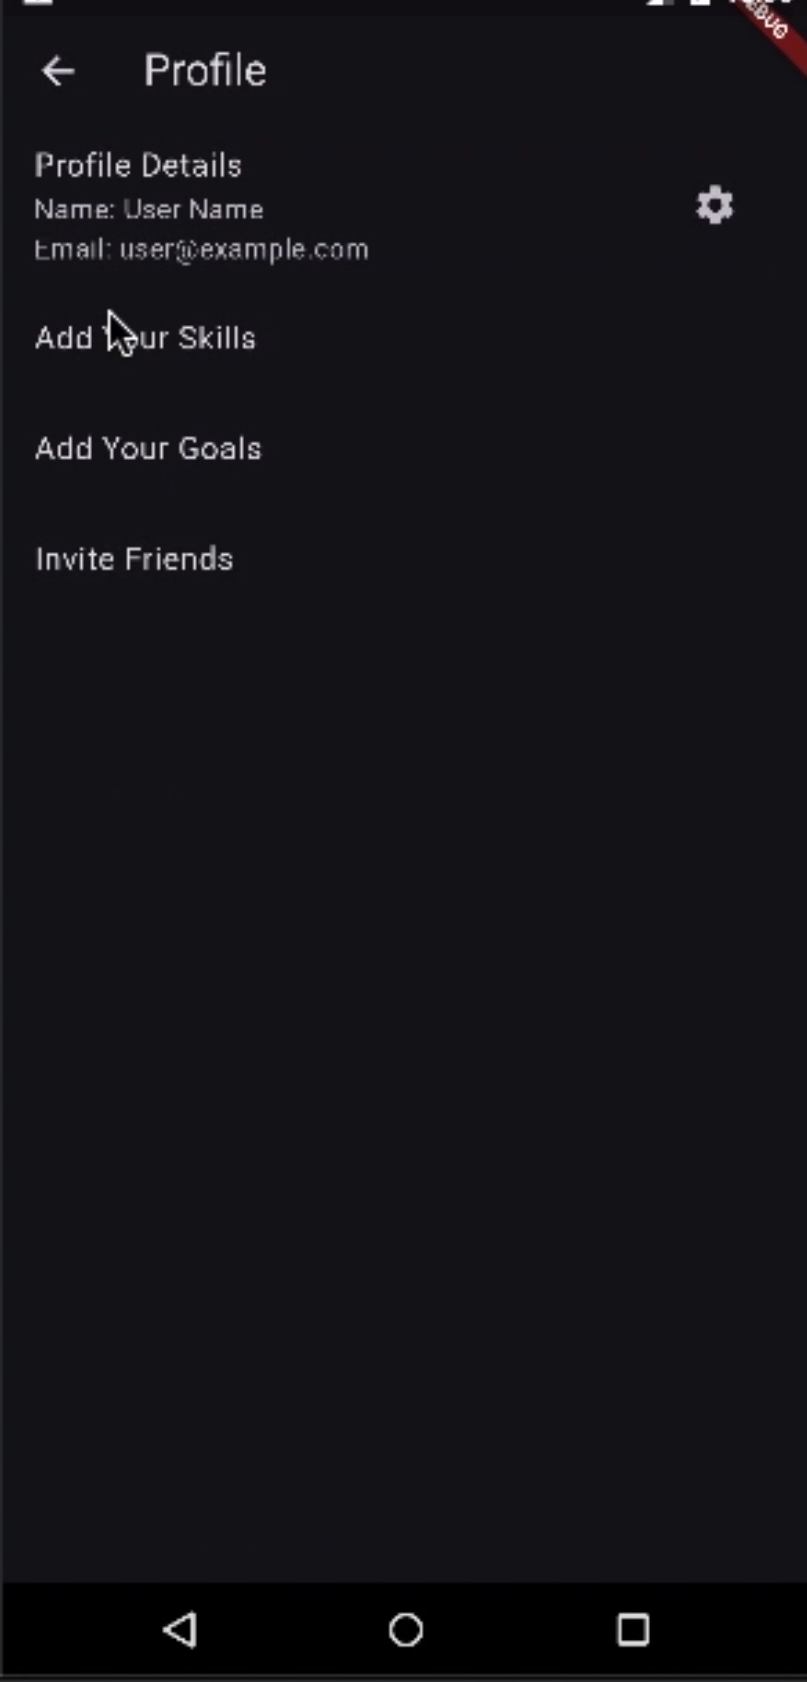 Profile
Profile Details
Name: User Name
Email: user@example.com
Add Your Skills
Add Your Goals
Invite Friends